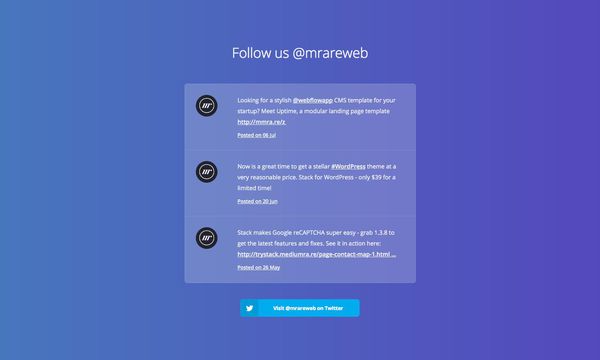 Follow us @mrareweb
Looking for a stylish @webflowapp CMS template for your
startup? Meet Uptime, a modular landing page template
http://mmra.re/z
Posted on 06 Jul
Now is a great time to get a stellar #WordPress theme at a
very reasonable price. Stack for WordPress - only $39 for a
limited time!
Posted on 20 Jun
Stack makes Google reCAPTCHA super easy - grab 1.3.8 to
get the latest features and fixes. See it in action here:
http://trystack.mediumra.re/page-contact-map-1.html ...
Posted on 26 May
Visit @mrareweb on Twitter